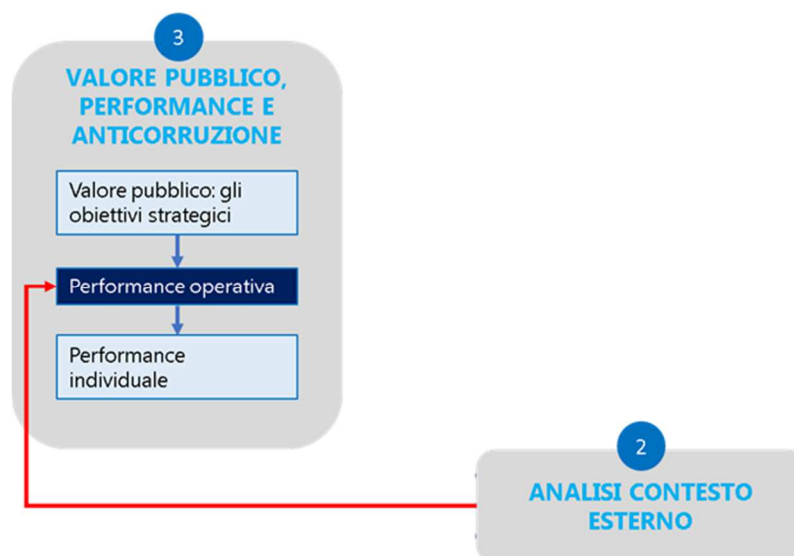 3
VALORE PUBBLICO,
PERFORMANCE E
ANTICORRUZIONE
Valore pubblico: gli
obiettivi strategici
Performance operativa
Performance
individuale
2
ANALISI CONTESTO
ESTERNO